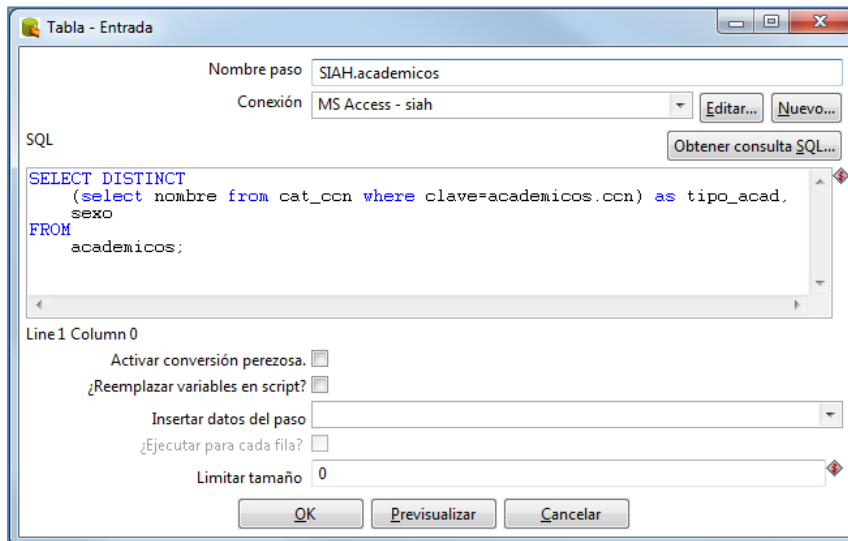 Tabla - Entrada
Nombre paso SIAH.academicos
Conexión MS Access - siah Editar... Nuevo...
SQL Obtener consulta SQL...
SELECT DISTINCT
(select nombre from cat_ccn where clave=academicos.ccn) as tipo_acad,
sexo
FROM
academicos;
Line 1 Column 0
Activar conversión perezosa.
¿Reemplazar variables en script?
Insertar datos del paso
¿Ejecutar para cada fila?
Limitar tamaño 0
OK Previsualizar Cancelar